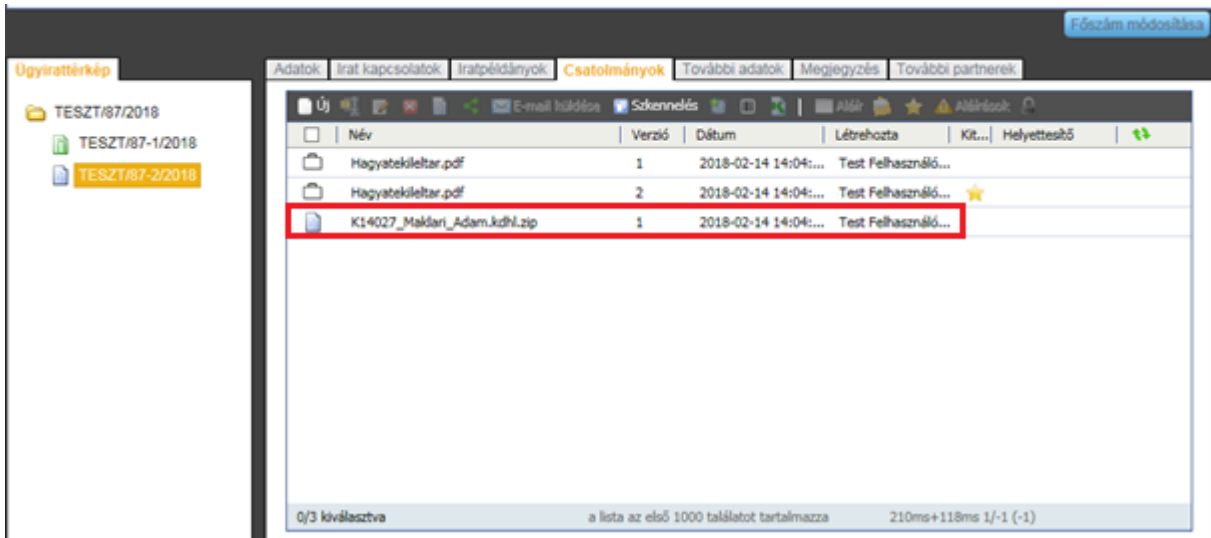 Főszám módosítása
Ügyirattérkép
Adatok Irat kapcsolatok Iratpéldányok Csatolmányok További adatok Megjegyzés További partnerek
TESZT/87/2018
TESZT/87-1/2018
TESZT/87-2/2018
Új E-mail küldése Szkennelés Aláír Aláírások
Név Verzió Dátum Létrehozta Kit... Helyettesítő
Hagyatekileltar.pdf 1 2018-02-14 14:04:... Test Felhasználó...
Hagyatekileltar.pdf 2 2018-02-14 14:04:... Test Felhasználó...
K14027_Maklari_Adam.kdhl.zip 1 2018-02-14 14:04:... Test Felhasználó...
0/3 kiválasztva a lista az első 1000 találatot tartalmazza 210ms+118ms 1/-1 (-1)